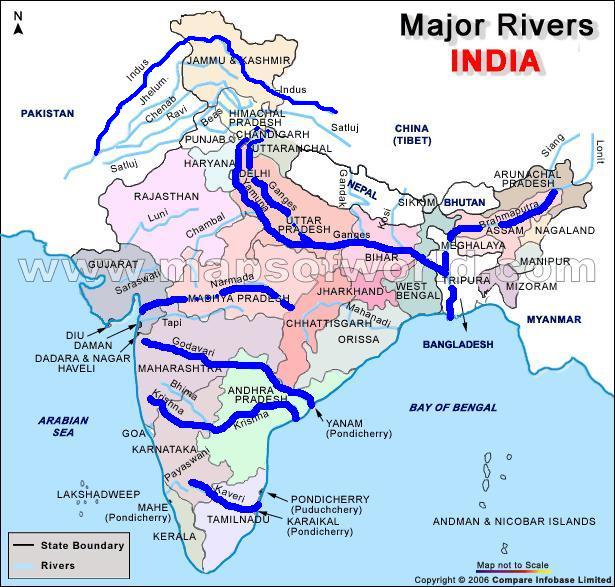 N
Major Rivers
INDIA
JAMMU & KASHMIR
Indus
Indus
Jhelum
Chenab
Ravi
Beas
PAKISTAN
HIMACHAL
PRADESH
Satluj
CHINA
(TIBET)
PUNJAB
CHANDIGARH
UTTARANCHAL
Satluj
HARYANA
DELHI
Yamuna
Ganges
Gandak
NEPAL
Kosi
SIKKIM
BHUTAN
ARUNACHAL
PRADESH
Siang
Lohit
RAJASTHAN
Luni
Chambal
UTTAR
PRADESH
Ganges
BIHAR
Brahmaputra
ASSAM
NAGALAND
MEGHALAYA
MANIPUR
GUJARAT
Saraswati
www.mapsofworld.com
Narmada
MADHYA PRADESH
JHARKHAND
WEST
BENGAL
TRIPURA
MIZORAM
Tapi
CHHATTISGARH
Mahanadi
ORISSA
MYANMAR
DIU
DAMAN
DADARA & NAGAR
HAVELI
BANGLADESH
Godavari
MAHARASHTRA
Bhima
ANDHRA
PRADESH
Krishna
Krishna
YANAM
(Pondicherry)
ARABIAN
SEA
BAY OF BENGAL
GOA
KARNATAKA
Payaswani
LAKSHADWEEP
MAHE
(Pondicherry)
Kaveri
PONDICHERRY
(Puduchery)
KARAIKAL
(Pondicherry)
TAMILNADU
KERALA
ANDMAN & NICOBAR ISLANDS
State Boundary
Rivers
Map not to Scale
Copyright © 2006 Compare Infobase Limited